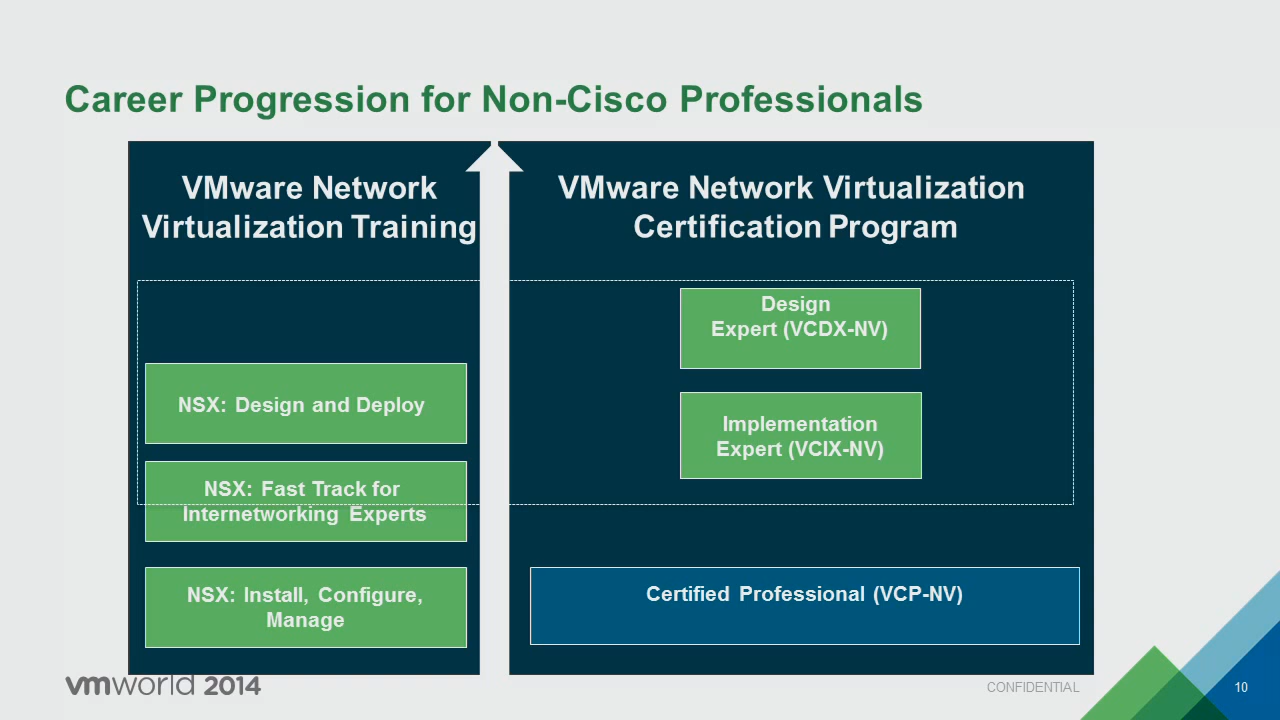 Career Progression for Non-Cisco Professionals
VMware Network
Virtualization Training
NSX: Design and Deploy
NSX: Fast Track for
Internetworking Experts
NSX: Install, Configure,
Manage
VMware Network Virtualization
Certification Program
Design
Expert (VCDX-NV)
Implementation
Expert (VCIX-NV)
Certified Professional (VCP-NV)
vmworld 2014
CONFIDENTIAL
10